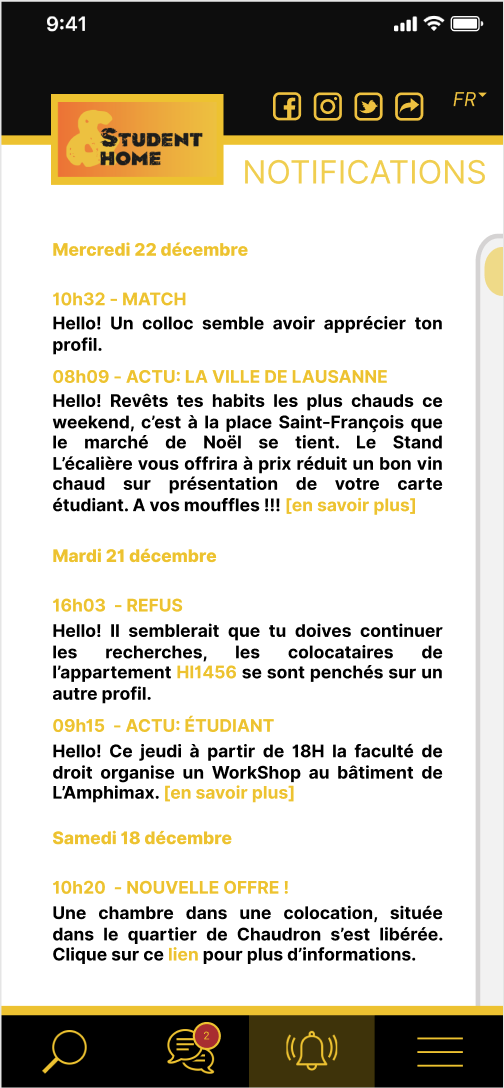 9:41
FR
& STUDENT
HOME
NOTIFICATIONS
Mercredi 22 décembre
10h32 - MATCH
Hello! Un colloc semble avoir apprécier ton
profil.
08h09 - ACTU: LA VILLE DE LAUSANNE
Hello! Revêts tes habits les plus chauds ce
weekend, c’est à la place Saint-François que
le marché de Noël se tient. Le Stand
L’écalière vous offrira à prix réduit un bon vin
chaud sur présentation de votre carte
étudiant. A vos mouffles !!! [en savoir plus]
Mardi 21 décembre
16h03 - REFUS
Hello! Il semblerait que tu doives continuer
les recherches, les colocataires de
l’appartement HI1456 se sont penchés sur un
autre profil.
09h15 - ACTU: ÉTUDIANT
Hello! Ce jeudi à partir de 18H la faculté de
droit organise un WorkShop au bâtiment de
L’Amphimax. [en savoir plus]
Samedi 18 décembre
10h20 - NOUVELLE OFFRE !
Une chambre dans une colocation, située
dans le quartier de Chaudron s’est libérée.
Clique sur ce lien pour plus d’informations.
2